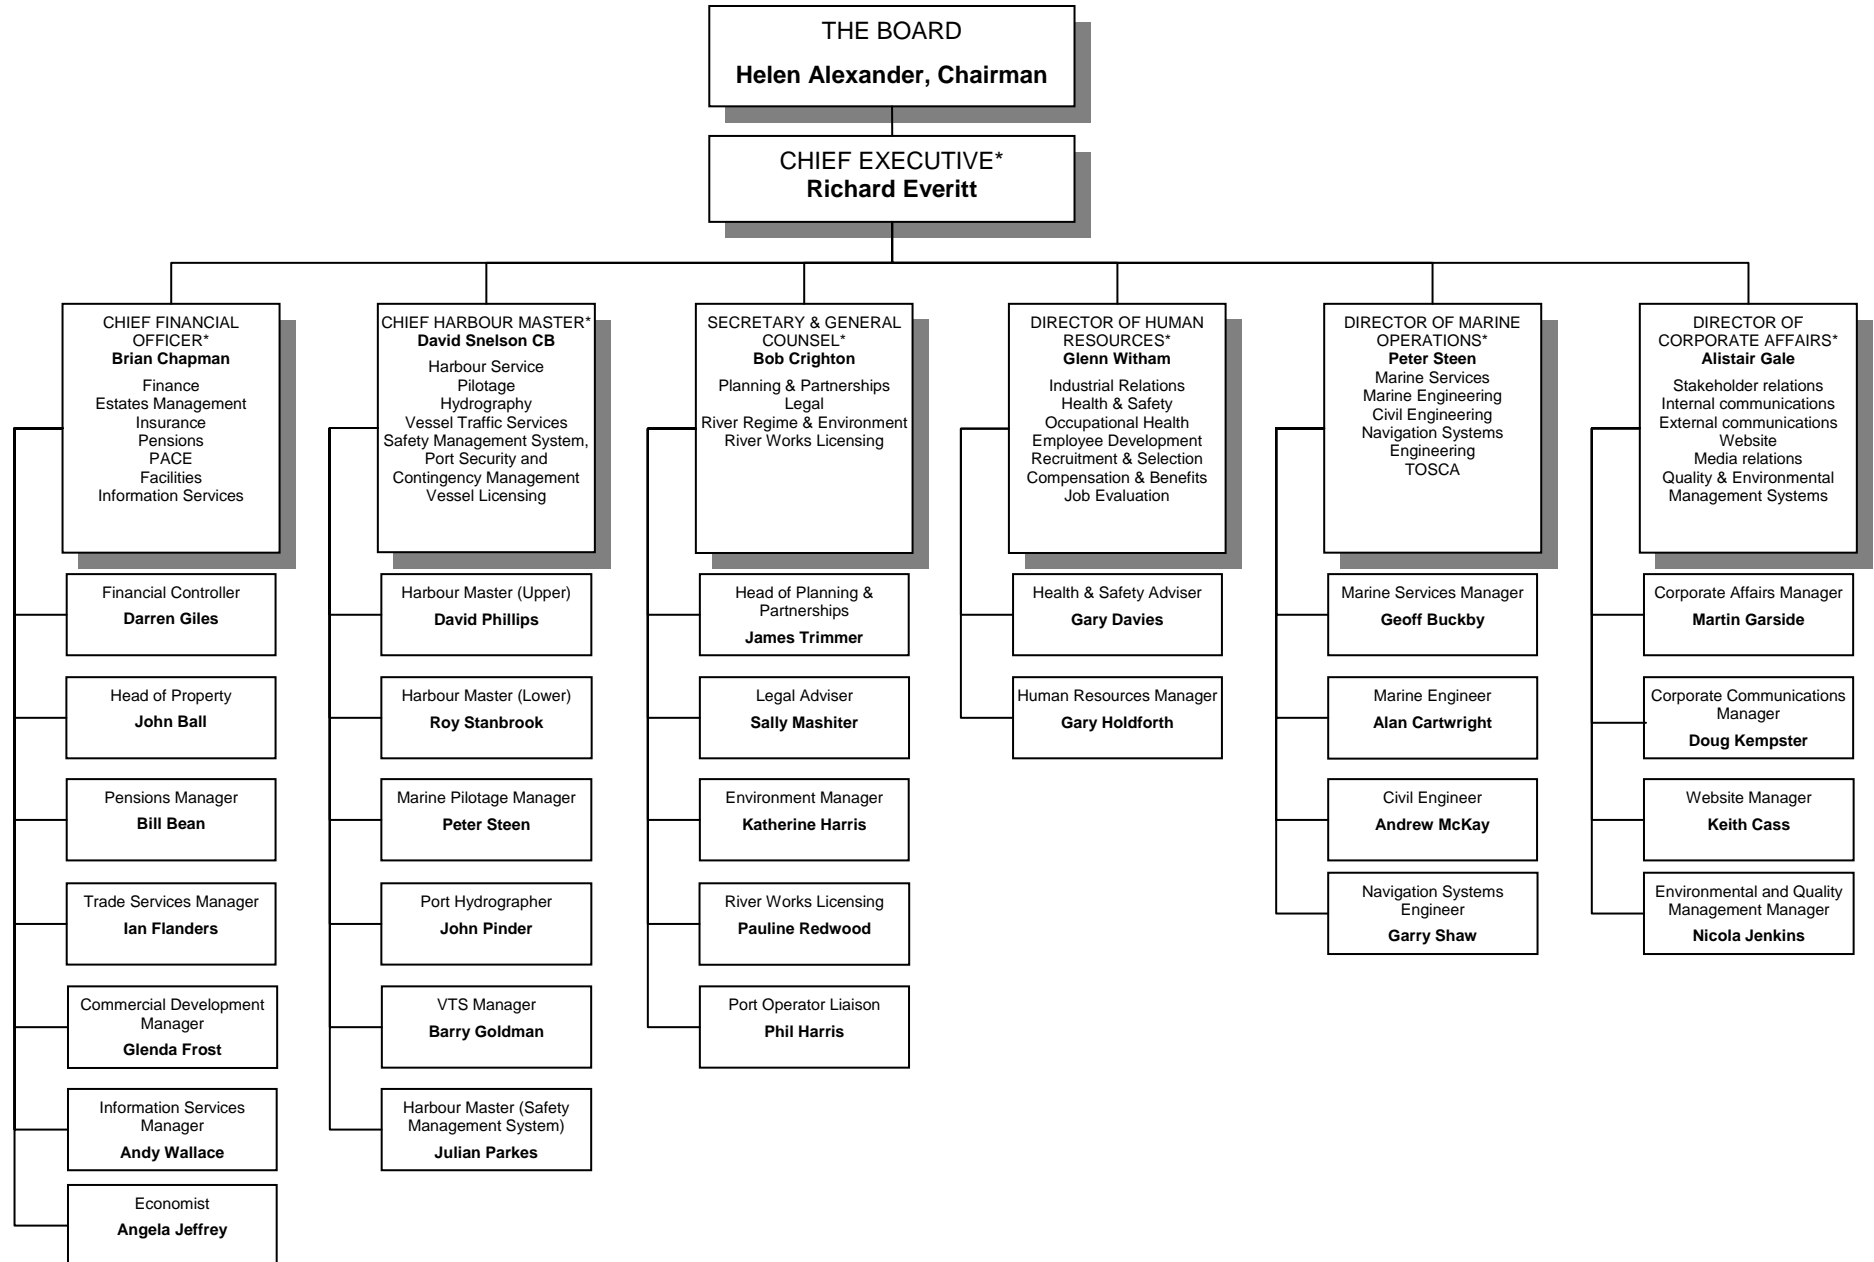 THE BOARD
Helen Alexander, Chairman
CHIEF EXECUTIVE*
Richard Everitt
CHIEF FINANCIAL
OFFICER*
Brian Chapman
Finance
Estates Management
Insurance
Pensions
PACE
Facilities
Information Services
Financial Controller
Darren Giles
Head of Property
John Ball
Pensions Manager
Bill Bean
Trade Services Manager
Ian Flanders
Commercial Development
Manager
Glenda Frost
Information Services
Manager
Andy Wallace
Economist
Angela Jeffrey
CHIEF HARBOUR MASTER*
David Snelson CB
Harbour Service
Pilotage
Hydrography
Vessel Traffic Services
Safety Management System,
Port Security and
Contingency Management
Vessel Licensing
Harbour Master (Upper)
David Phillips
Harbour Master (Lower)
Roy Stanbrook
Marine Pilotage Manager
Peter Steen
Port Hydrographer
John Pinder
VTS Manager
Barry Goldman
Harbour Master (Safety
Management System)
Julian Parkes
SECRETARY & GENERAL
COUNSEL*
Bob Crighton
Planning & Partnerships
Legal
River Regime & Environment
River Works Licensing
Head of Planning &
Partnerships
James Trimmer
Legal Adviser
Sally Mashiter
Environment Manager
Katherine Harris
River Works Licensing
Pauline Redwood
Port Operator Liaison
Phil Harris
DIRECTOR OF HUMAN
RESOURCES*
Glenn Witham
Industrial Relations
Health & Safety
Occupational Health
Employee Development
Recruitment & Selection
Compensation & Benefits
Job Evaluation
Health & Safety Adviser
Gary Davies
Human Resources Manager
Gary Holdforth
DIRECTOR OF MARINE
OPERATIONS*
Peter Steen
Marine Services
Marine Engineering
Civil Engineering
Navigation Systems
Engineering
TOSCA
Marine Services Manager
Geoff Buckby
Marine Engineer
Alan Cartwright
Civil Engineer
Andrew McKay
Navigation Systems
Engineer
Garry Shaw
DIRECTOR OF
CORPORATE AFFAIRS*
Alistair Gale
Stakeholder relations
Internal communications
External communications
Website
Media relations
Quality & Environmental
Management Systems
Corporate Affairs Manager
Martin Garside
Corporate Communications
Manager
Doug Kempster
Website Manager
Keith Cass
Environmental and Quality
Management Manager
Nicola Jenkins